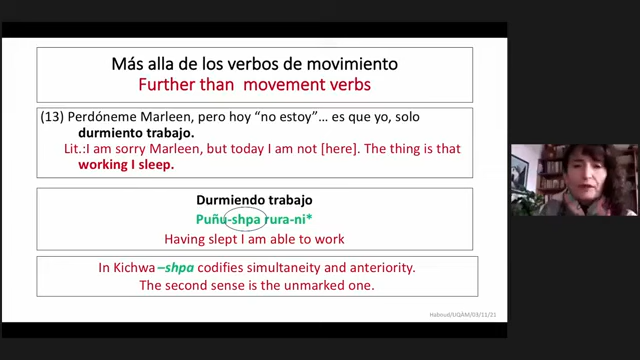 Más alla de los verbos de movimiento
Further than movement verbs
(13) Perdóneme Marleen, pero hoy “no estoy”… es que yo, solo
durmiento trabajo.
Lit.:I am sorry Marleen, but today I am not [here]. The thing is that
working I sleep.
Durmiendo trabajo
Puñu-shpa rura-ni*
Having slept I am able to work
In Kichwa –shpa codifies simultaneity and anteriority.
The second sense is the unmarked one.
Haboud/UQAM/03/11/21